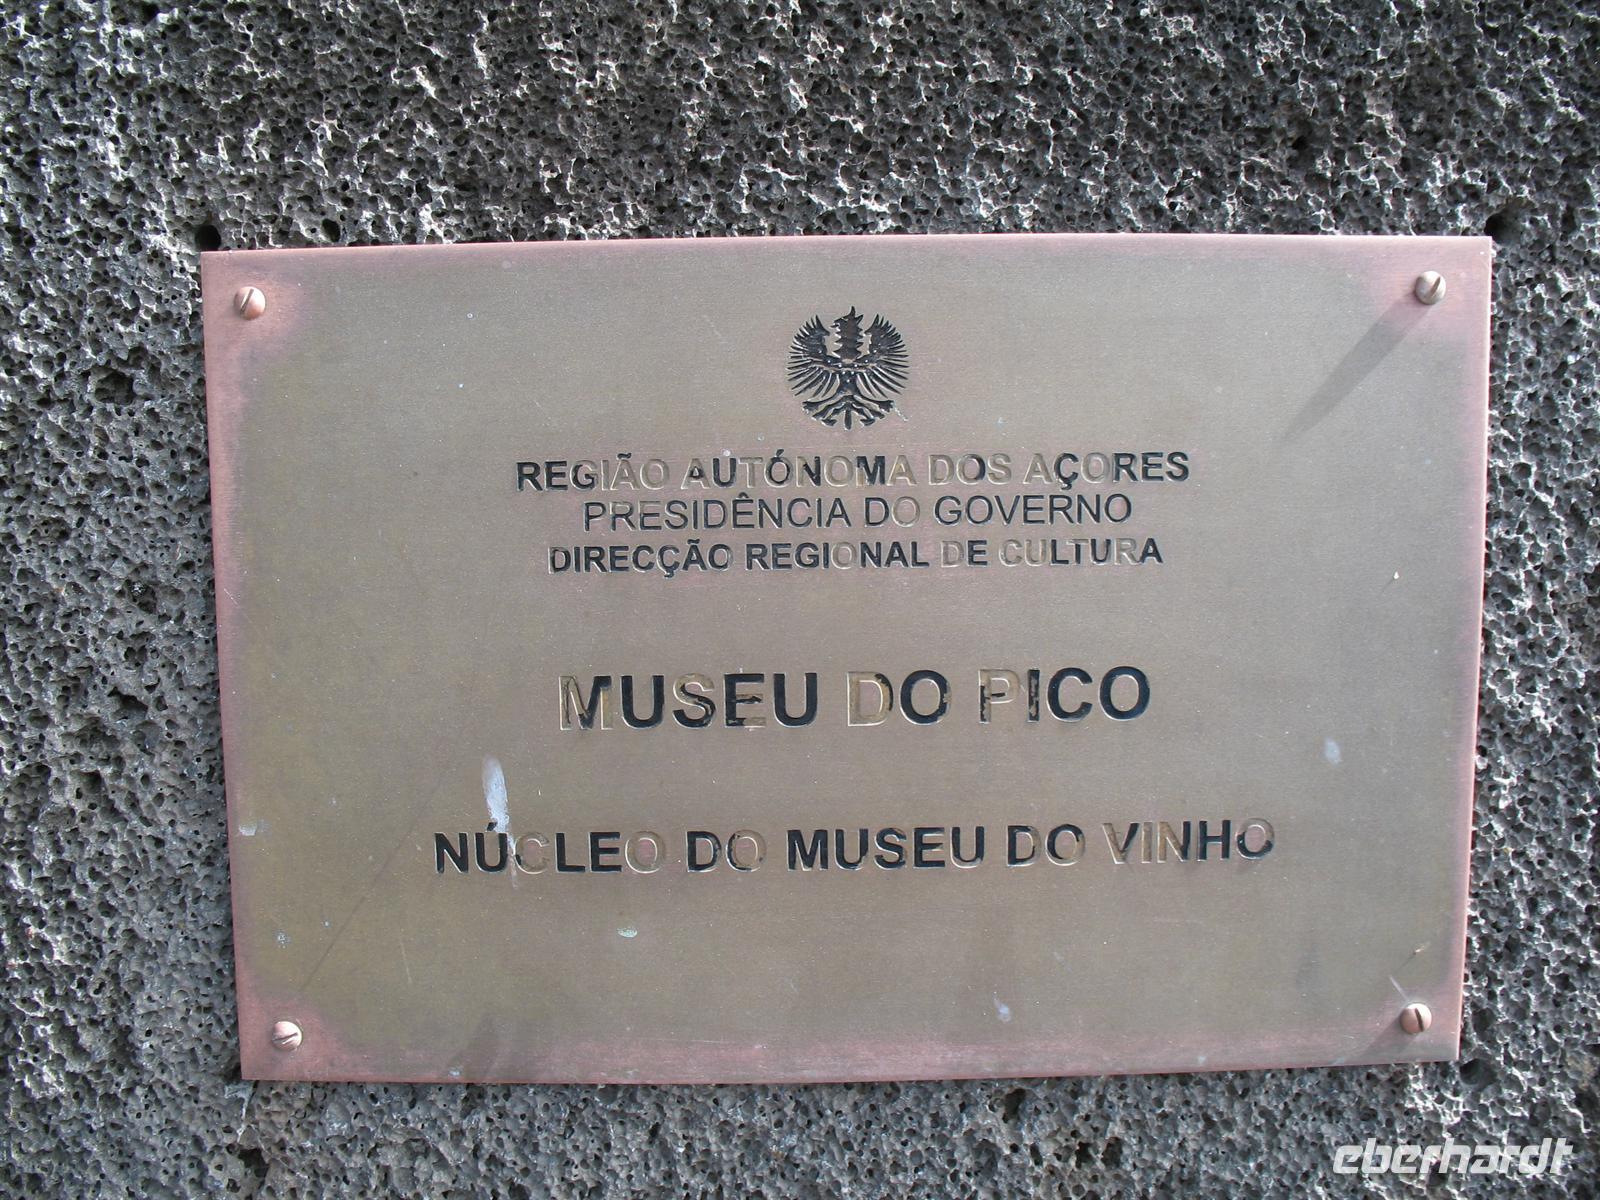 REGIÃO AUTÓNOMA DOS AÇORES
PRESIDÊNCIA DO GOVERNO
DIRECÇÃO REGIONAL DE CULTURA
MUSEU DO PICO
NÚCLEO DO MUSEU DO VINHO
eberhardt